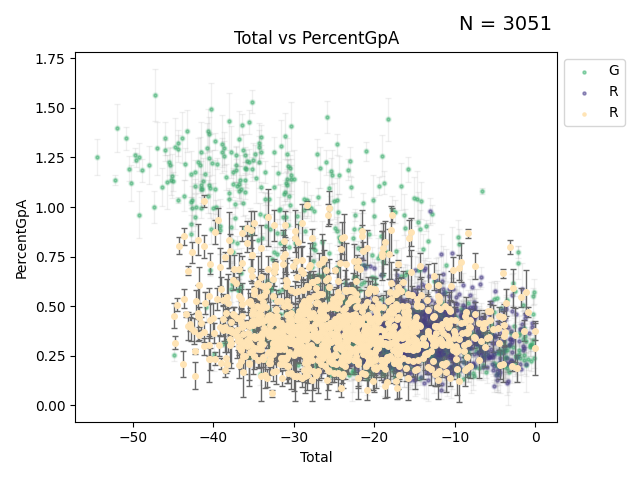 N = 3051
Total vs PercentGpA
G
R
R
1.75
1.50
1.25
1.00
0.75
0.50
0.25
0.00
PercentGpA
−50
−40
−30
−20
−10
0
Total